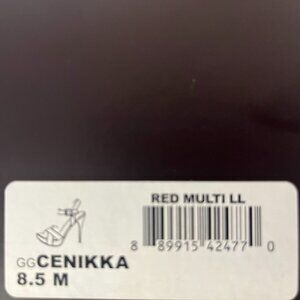 RED MULTI LL
8 89915 42477 0
GGCENIKKA
8.5 M